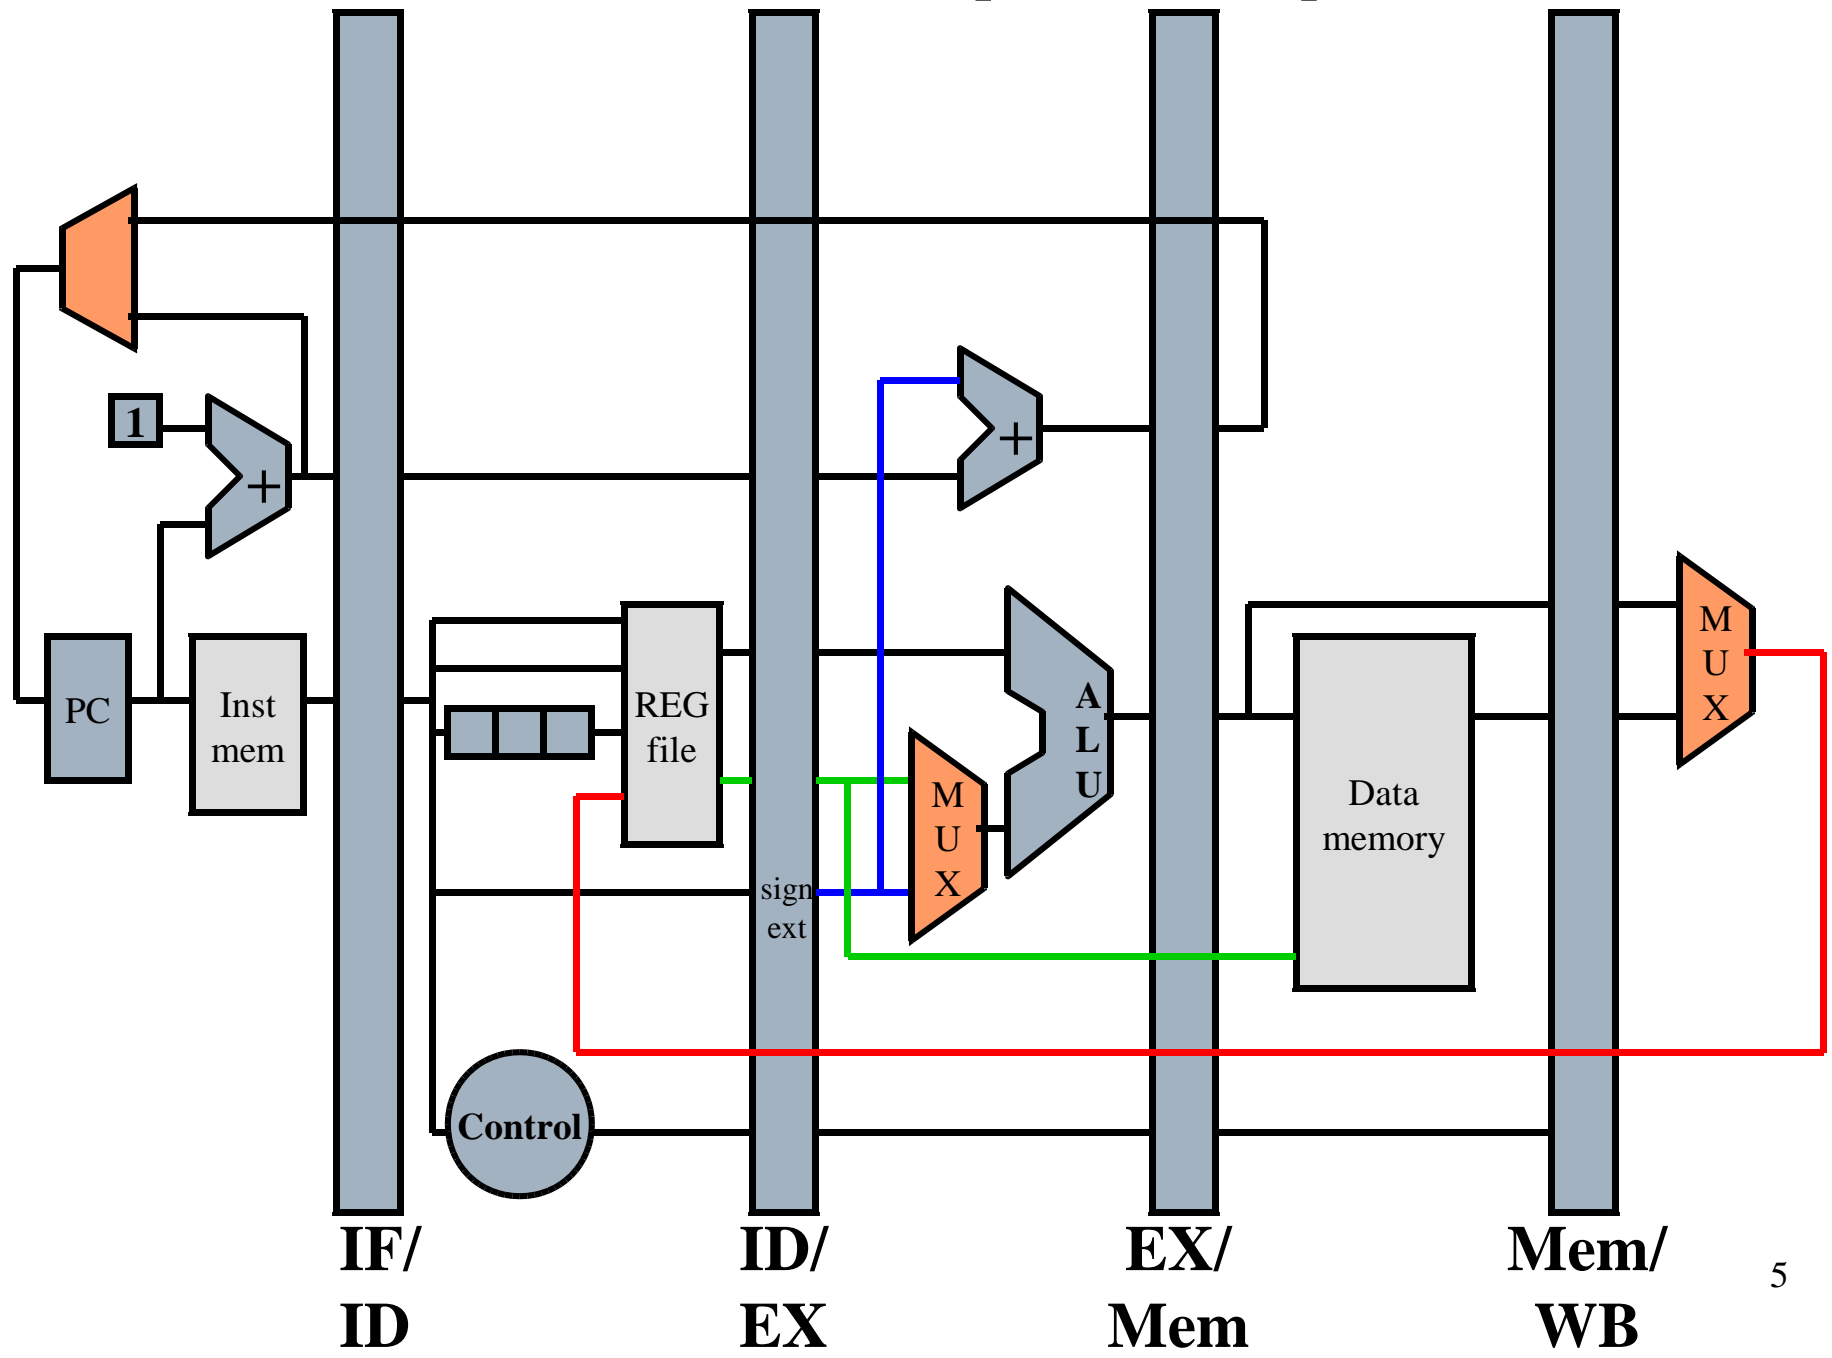 1
+
+
PC
Inst
mem
REG
file
M
U
X
A
L
U
sign
ext
Data
memory
M
U
X
Control
IF/
ID
ID/
EX
EX/
Mem
Mem/
WB
5